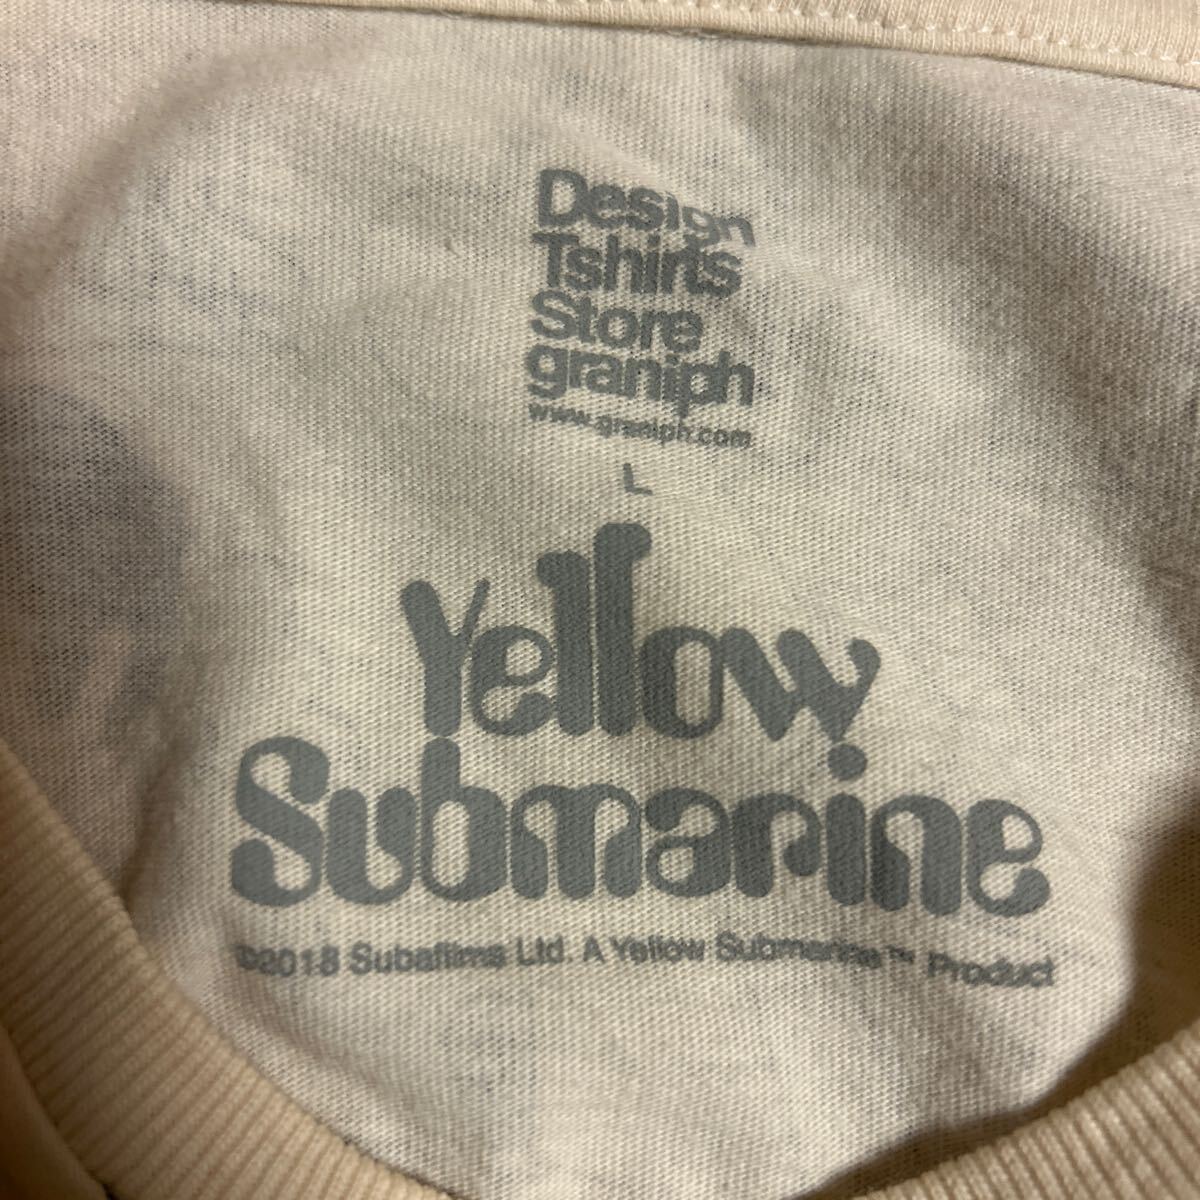 Design
Tshirts
Store
graniph
www.graniph.com
L
Yellow
Submarine
©2018 Subafilms Ltd. A Yellow Submarine™ Product